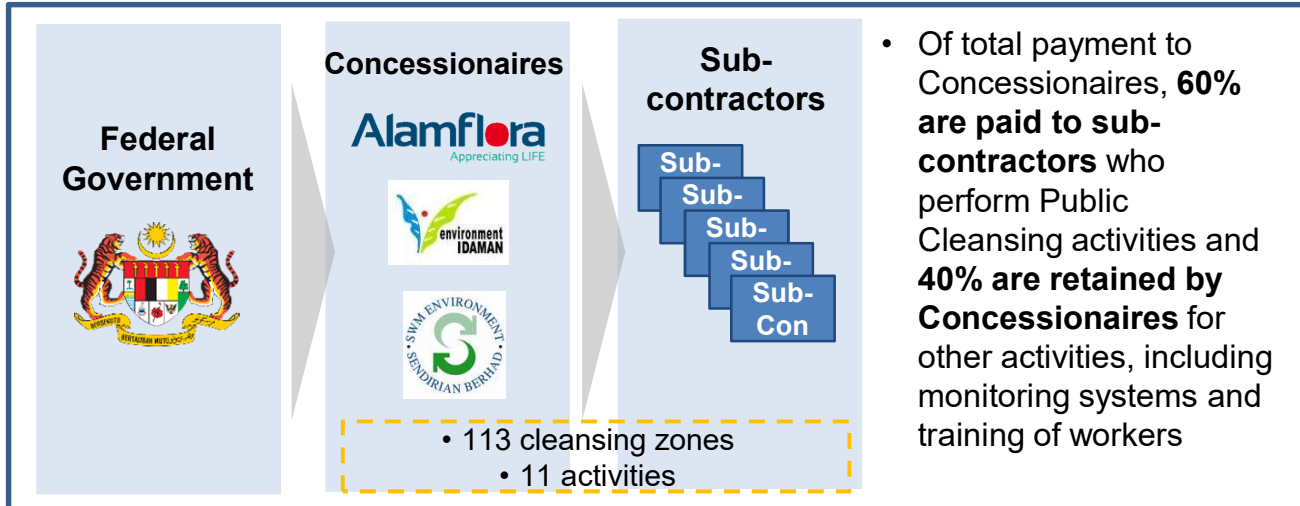 Federal
Government
Concessionaires
Alamflora
Appreciating LIFE
environment
IDAMAN
SWM ENVIRONMENT
SENDIRIAN BERHAD
Sub-
contractors
Sub-
Sub-
Sub-
Sub-
Sub-
Con
• 113 cleansing zones
• 11 activities
• Of total payment to
Concessionaires, 60%
are paid to sub-
contractors who
perform Public
Cleansing activities and
40% are retained by
Concessionaires for
other activities, including
monitoring systems and
training of workers